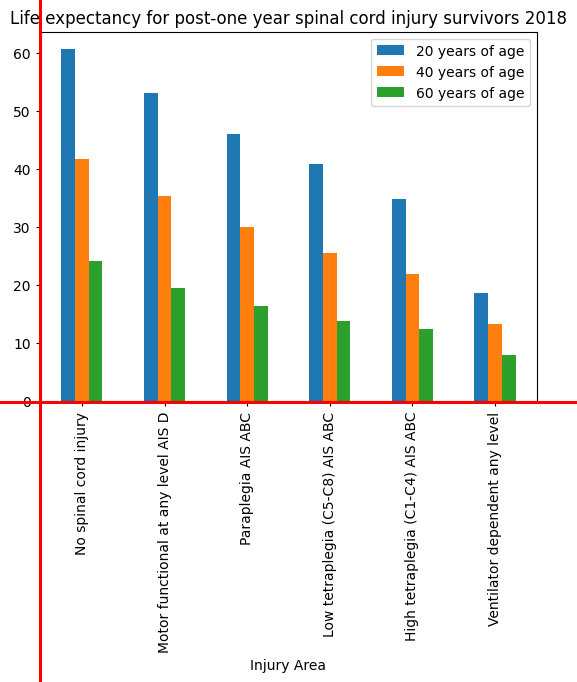 Life expectancy for post-one year spinal cord injury survivors 2018
20 years of age
40 years of age
60 years of age
60
50
40
30
20
10
0
No spinal cord injury
Motor functional at any level AIS D
Paraplegia AIS ABC
Low tetraplegia (C5-C8) AIS ABC
High tetraplegia (C1-C4) AIS ABC
Ventilator dependent any level
Injury Area